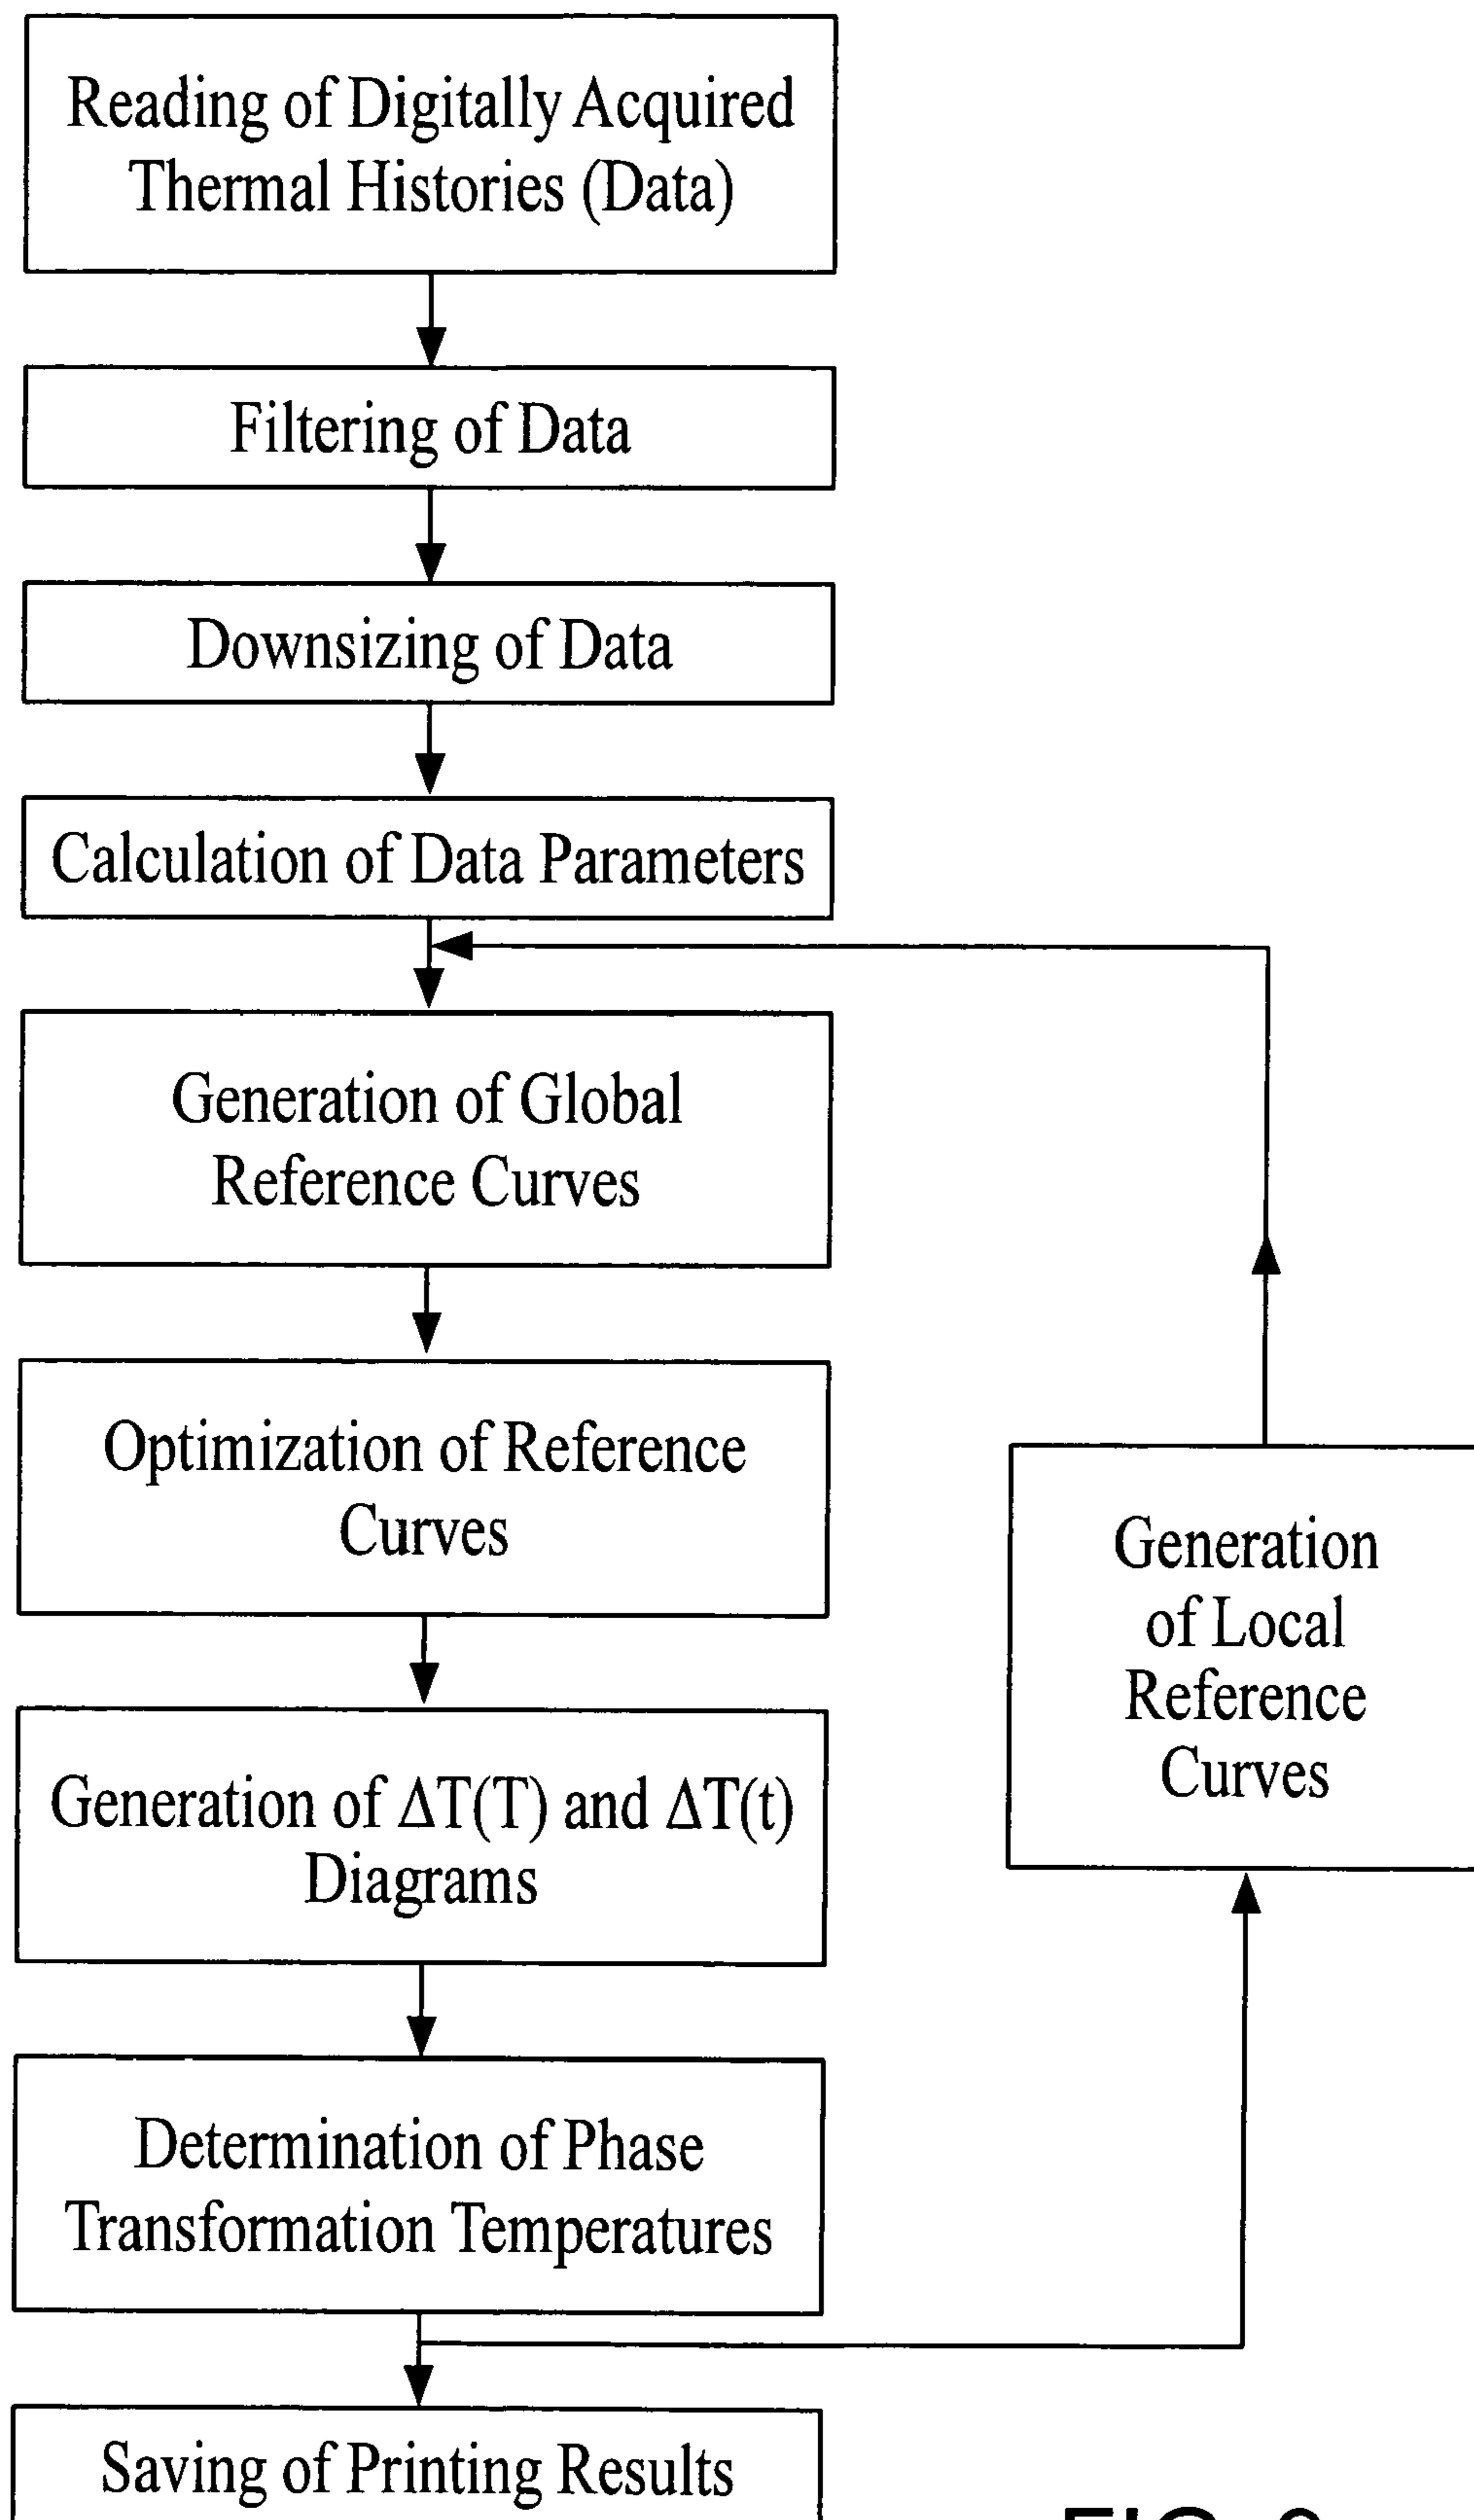 Reading of Digitally Acquired
Thermal Histories (Data)
Filtering of Data
Downsizing of Data
Calculation of Data Parameters
Generation of Global
Reference Curves
Optimization of Reference
Curves
Generation of ΔT(T) and ΔT(t)
Diagrams
Determination of Phase
Transformation Temperatures
Generation
of Local
Reference
Curves
Saving of Printing Results